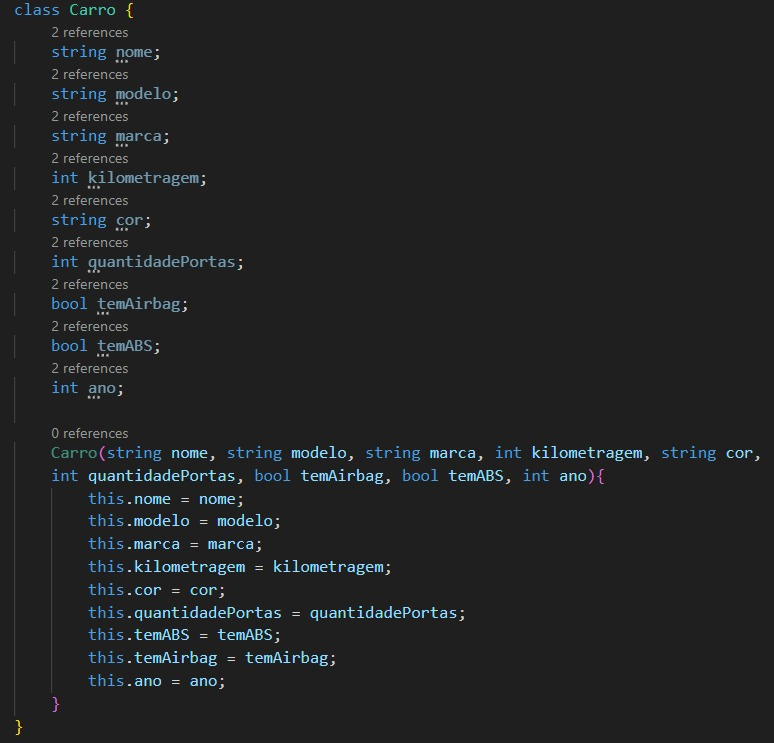 class Carro {
2 references
string nome;
2 references
string modelo;
2 references
string marca;
2 references
int kilometragem;
2 references
string cor;
2 references
int quantidadePortas;
2 references
bool temAirbag;
2 references
bool temABS;
2 references
int ano;
0 references
Carro(string nome, string modelo, string marca, int kilometragem, string cor,
int quantidadePortas, bool temAirbag, bool temABS, int ano){
this.nome = nome;
this.modelo = modelo;
this.marca = marca;
this.kilometragem = kilometragem;
this.cor = cor;
this.quantidadePortas = quantidadePortas;
this.temABS = temABS;
this.temAirbag = temAirbag;
this.ano = ano;
}
}